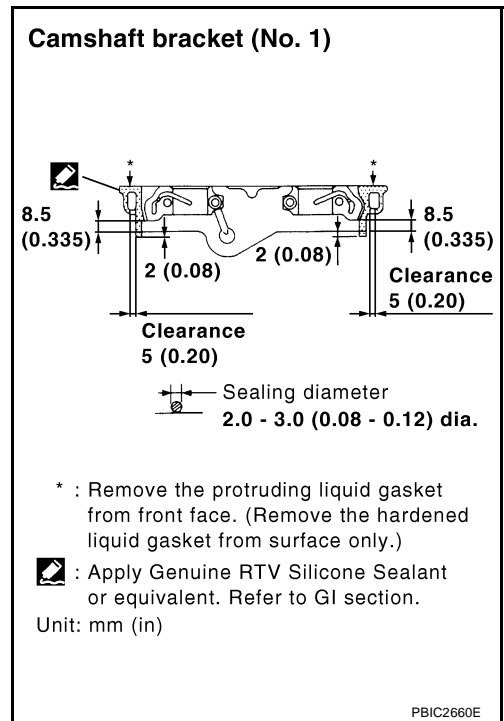 Camshaft bracket (No. 1)
*
*
8.5
(0.335)
8.5
(0.335)
2 (0.08)
2 (0.08)
Clearance
5 (0.20)
Clearance
5 (0.20)
Sealing diameter
2.0 - 3.0 (0.08 - 0.12) dia.
* : Remove the protruding liquid gasket
from front face. (Remove the hardened
liquid gasket from surface only.)
: Apply Genuine RTV Silicone Sealant
or equivalent. Refer to GI section.
Unit: mm (in)
PBIC2660E